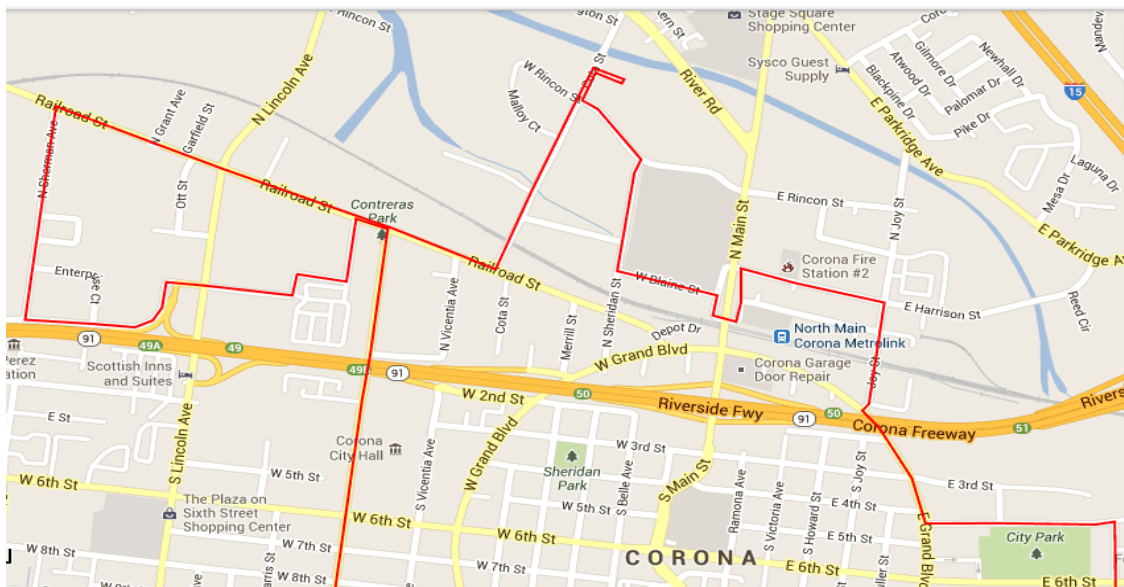 W Rincon St
Kern St
Stage Square
Shopping Center
Mandev
Newhall Dr
Gilmore Dr
Atwood Dr
Blackpine Dr
Palomar Dr
Pike Dr
Sysco Guest
Supply
15
W Rincon St
River Rd
N Lincoln Ave
Malloy Ct
Railroad St
N Grant Ave
Garfield St
E Parkridge Ave
Laguna Dr
Mesa Dr
N Sherman Ave
Ott St
Railroad St
Contreras
Park
E Rincon St
N Joy St
N Main St
E Parkridge Ave
Railroad St
Corona Fire
Station #2
Enterprise Ct
W Blaine St
N Vicentia Ave
Cota St
N Sheridan St
E Harrison St
Reed Cir
Merrill St
Depot Dr
North Main
Corona Metrolink
91
49A
49
W Grand Blvd
Perez
Scottish Inns
and Suites
49B
91
Corona Garage
Door Repair
Joy St
50
W 2nd St
Riverside Fwy
91
50
Corona Freeway
51
Rivers
E St
S Lincoln Ave
Corona
City Hall
S Vicentia Ave
W Grand Blvd
W 3rd St
Sheridan
Park
S Belle Ave
S Main St
S Joy St
W 5th St
W 6th St
E 3rd St
The Plaza on
Sixth Street
Shopping Center
W 5th St
Ramona Ave
S Victoria Ave
S Howard St
E 4th St
W 6th St
W 6th St
E 5th St
E Grand Blvd
City Park
W 8th St
W 7th St
W 7th St
CORONA
W 8th St
W 8th St
E 6th St
E 6th St